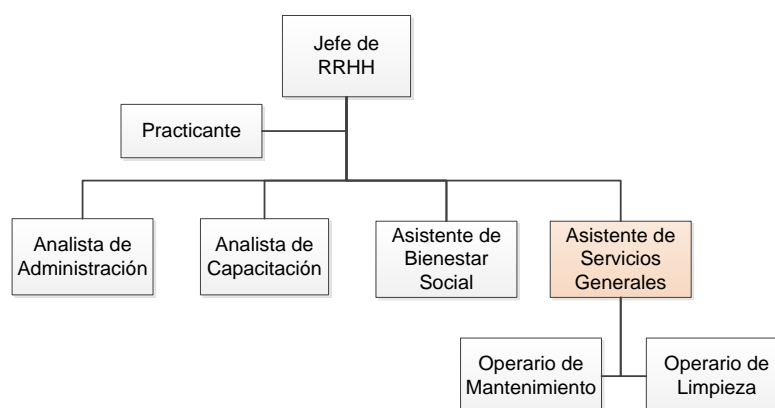 Jefe de
RRHH
Practicante
Analista de
Administración
Analista de
Capacitación
Asistente de
Bienestar
Social
Asistente de
Servicios
Generales
Operario de
Mantenimiento
Operario de
Limpieza